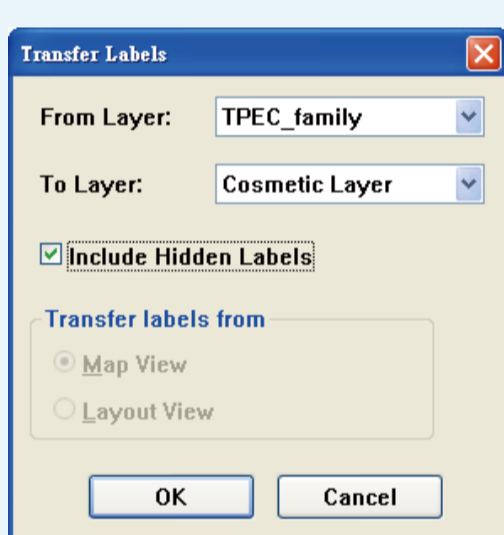 Transfer Labels
From Layer: TPEC_family
To Layer: Cosmetic Layer
Include Hidden Labels
Transfer labels from
Map View
Layout View
OK Cancel